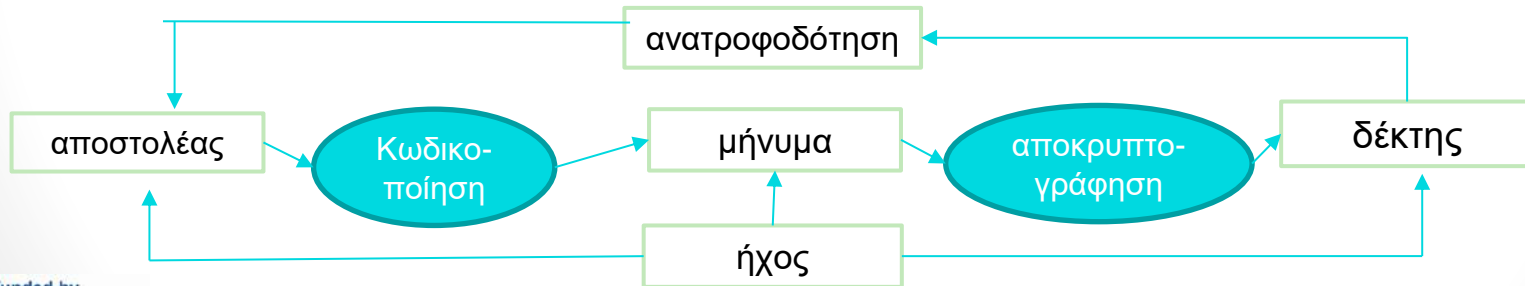 ανατροφοδότηση
αποστολέας
Κωδικο-
ποίηση
μήνυμα
αποκρυπτο-
γράφηση
δέκτης
ήχος